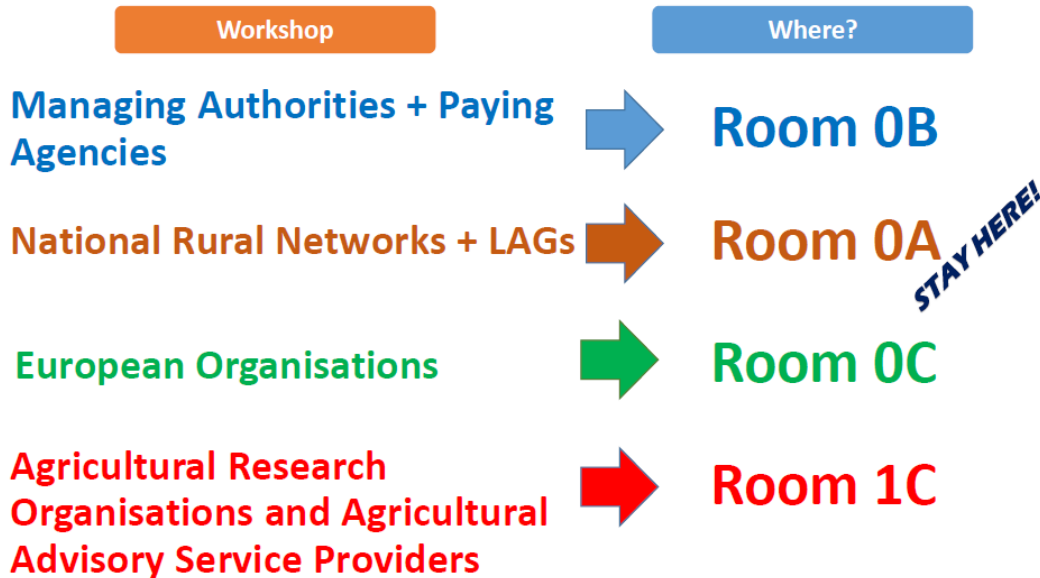 Workshop
Where?
Managing Authorities + Paying
Agencies
Room 0B
National Rural Networks + LAGs
Room 0A
STAY HERE!
European Organisations
Room 0C
Agricultural Research
Organisations and Agricultural
Advisory Service Providers
Room 1C